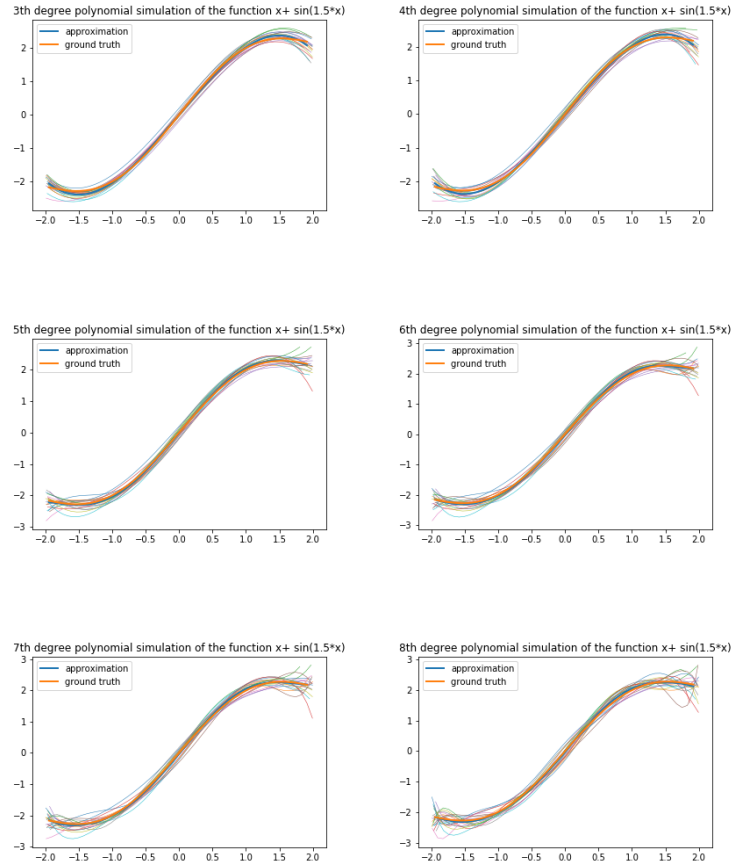 3th degree polynomial simulation of the function x+ sin(1.5*x)
approximation
ground truth
2
1
0
−1
−2
−2.0 −1.5 −1.0 −0.5 0.0 0.5 1.0 1.5 2.0
4th degree polynomial simulation of the function x+ sin(1.5*x)
approximation
ground truth
2
1
0
−1
−2
−2.0 −1.5 −1.0 −0.5 0.0 0.5 1.0 1.5 2.0
5th degree polynomial simulation of the function x+ sin(1.5*x)
approximation
ground truth
2
1
0
−1
−2
−3
−2.0 −1.5 −1.0 −0.5 0.0 0.5 1.0 1.5 2.0
6th degree polynomial simulation of the function x+ sin(1.5*x)
approximation
ground truth
3
2
1
0
−1
−2
−3
−2.0 −1.5 −1.0 −0.5 0.0 0.5 1.0 1.5 2.0
7th degree polynomial simulation of the function x+ sin(1.5*x)
approximation
ground truth
3
2
1
0
−1
−2
−3
−2.0 −1.5 −1.0 −0.5 0.0 0.5 1.0 1.5 2.0
8th degree polynomial simulation of the function x+ sin(1.5*x)
approximation
ground truth
3
2
1
0
−1
−2
−3
−2.0 −1.5 −1.0 −0.5 0.0 0.5 1.0 1.5 2.0